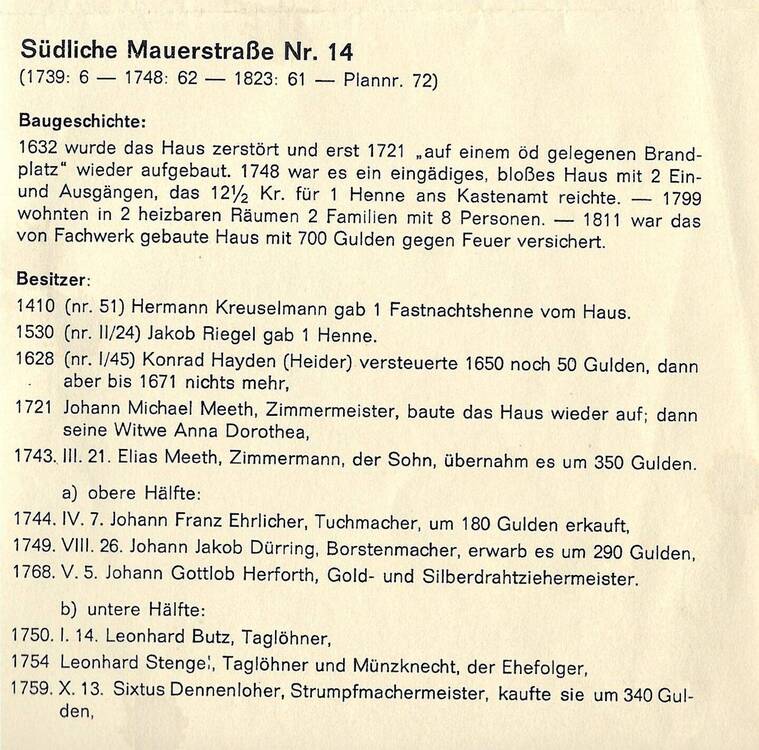 Südliche Mauerstraße Nr. 14
(1739: 6 — 1748: 62 — 1823: 61 — Plannr. 72)
Baugeschichte:
1632 wurde das Haus zerstört und erst 1721 „auf einem öd gelegenen Brand-
platz“ wieder aufgebaut. 1748 war es ein eingädiges, bloßes Haus mit 2 Ein-
und Ausgängen, das 12½ Kr. für 1 Henne ans Kastenamt reichte. — 1799
wohnten in 2 heizbaren Räumen 2 Familien mit 8 Personen. — 1811 war das
von Fachwerk gebaute Haus mit 700 Gulden gegen Feuer versichert.
Besitzer:
1410 (nr. 51) Hermann Kreuselmann gab 1 Fastnachtshenne vom Haus.
1530 (nr. II/24) Jakob Riegel gab 1 Henne.
1628 (nr. I/45) Konrad Hayden (Heider) versteuerte 1650 noch 50 Gulden, dann
aber bis 1671 nichts mehr,
1721 Johann Michael Meeth, Zimmermeister, baute das Haus wieder auf; dann
seine Witwe Anna Dorothea,
1743. III. 21. Elias Meeth, Zimmermann, der Sohn, übernahm es um 350 Gulden.
a) obere Hälfte:
1744. IV. 7. Johann Franz Ehrlicher, Tuchmacher, um 180 Gulden erkauft,
1749. VIII. 26. Johann Jakob Dürring, Borstenmacher, erwarb es um 290 Gulden,
1768. V. 5. Johann Gottlob Herforth, Gold- und Silberdrahtziehermeister.
b) untere Hälfte:
1750. I. 14. Leonhard Butz, Taglöhner,
1754 Leonhard Stengel, Taglöhner und Münzknecht, der Ehefolger,
1759. X. 13. Sixtus Dennenloher, Strumpfmachermeister, kaufte sie um 340 Gul-
den,